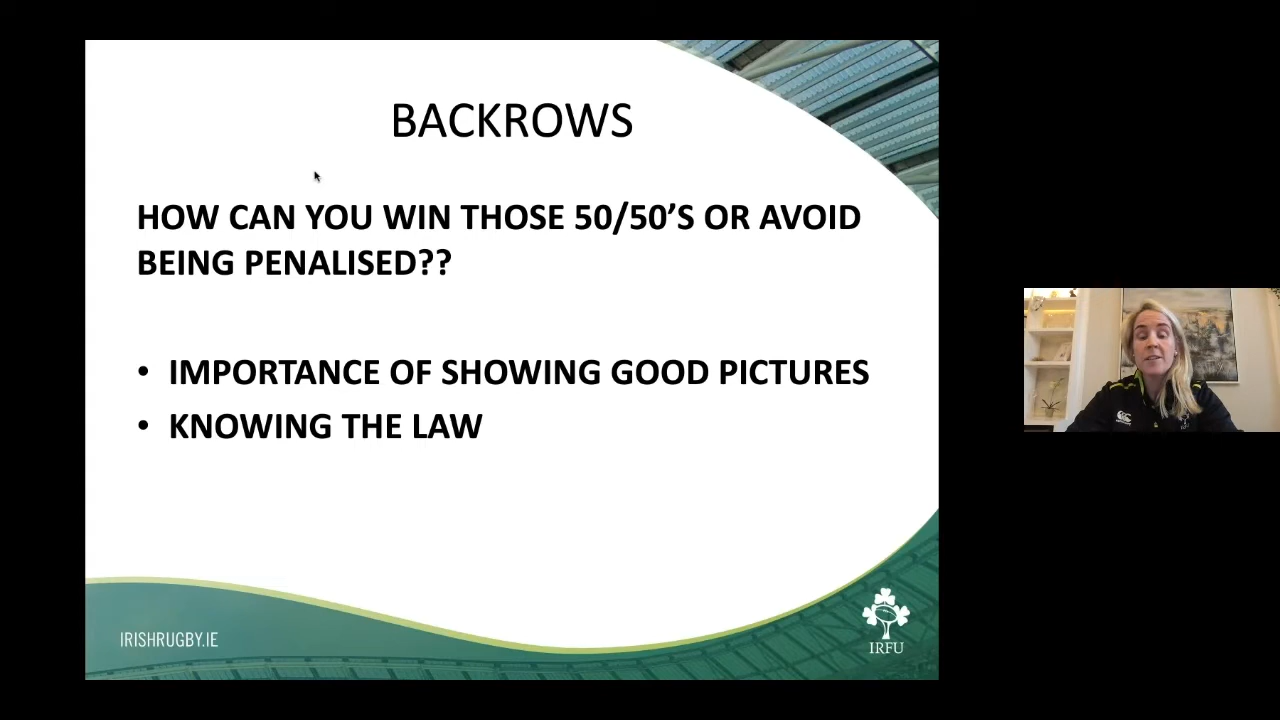 BACKROWS
HOW CAN YOU WIN THOSE 50/50’S OR AVOID
BEING PENALISED??
• IMPORTANCE OF SHOWING GOOD PICTURES
• KNOWING THE LAW
IRISHRUGBY.IE
IRFU